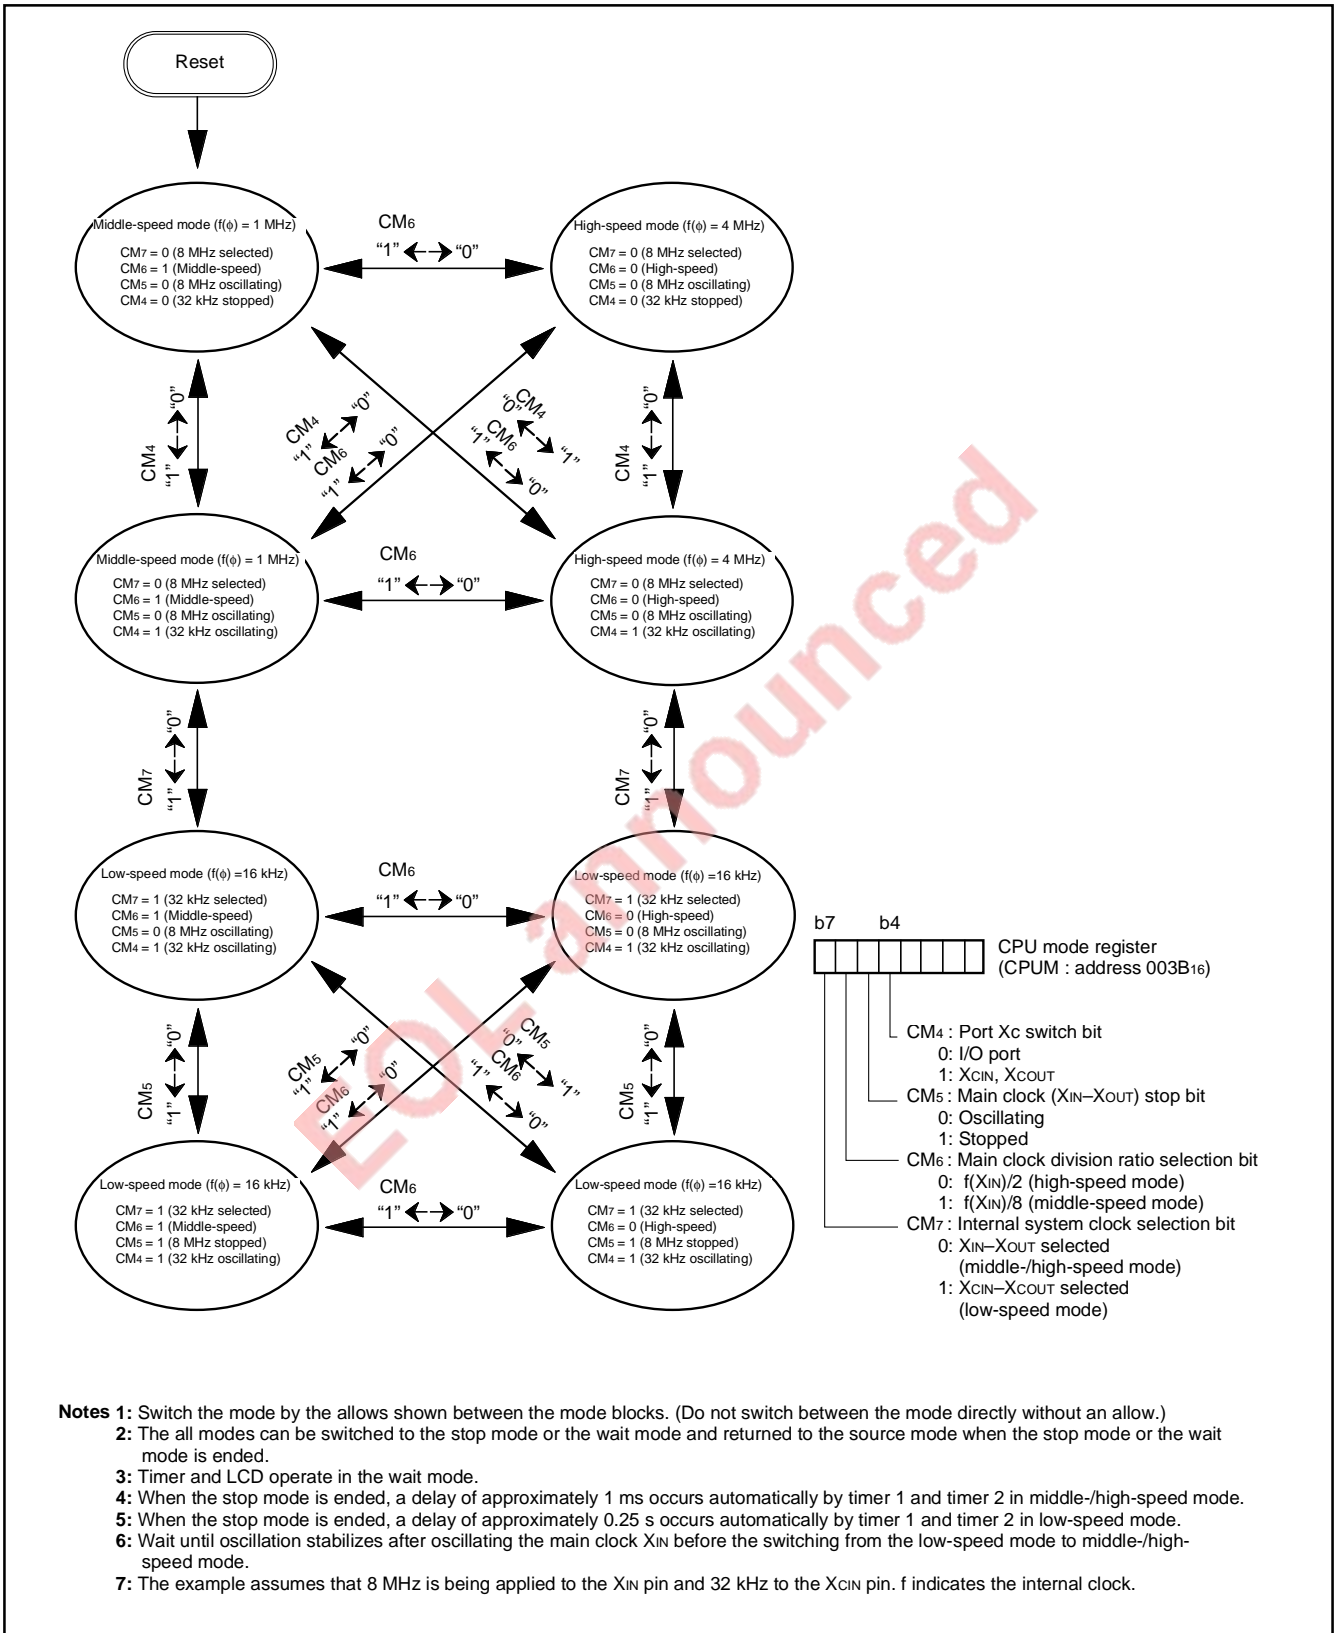 Reset
Middle-speed mode (f(ϕ) = 1 MHz)
CM7 = 0 (8 MHz selected)
CM6 = 1 (Middle-speed)
CM5 = 0 (8 MHz oscillating)
CM4 = 0 (32 kHz stopped)
CM6
“1” “0”
High-speed mode (f(ϕ) = 4 MHz)
CM7 = 0 (8 MHz selected)
CM6 = 0 (High-speed)
CM5 = 0 (8 MHz oscillating)
CM4 = 0 (32 kHz stopped)
CM4
“1” “0”
CM4
“1” “0”
CM6
“1” “0”
CM4
“0” “1”
CM6
“1” “0”
CM4
“1” “0”
Middle-speed mode (f(ϕ) = 1 MHz)
CM7 = 0 (8 MHz selected)
CM6 = 1 (Middle-speed)
CM5 = 0 (8 MHz oscillating)
CM4 = 1 (32 kHz oscillating)
CM6
“1” “0”
High-speed mode (f(ϕ) = 4 MHz)
CM7 = 0 (8 MHz selected)
CM6 = 0 (High-speed)
CM5 = 0 (8 MHz oscillating)
CM4 = 1 (32 kHz oscillating)
CM7
“1” “0”
CM7
“1” “0”
Low-speed mode (f(ϕ) =16 kHz)
CM7 = 1 (32 kHz selected)
CM6 = 1 (Middle-speed)
CM5 = 0 (8 MHz oscillating)
CM4 = 1 (32 kHz oscillating)
CM6
“1” “0”
Low-speed mode (f(ϕ) =16 kHz)
CM7 = 1 (32 kHz selected)
CM6 = 0 (High-speed)
CM5 = 0 (8 MHz oscillating)
CM4 = 1 (32 kHz oscillating)
CM5
“1” “0”
CM5
“1” “0”
CM6
“1” “0”
CM5
“0” “1”
CM6
“1” “0”
CM5
“1” “0”
Low-speed mode (f(ϕ) = 16 kHz)
CM7 = 1 (32 kHz selected)
CM6 = 1 (Middle-speed)
CM5 = 1 (8 MHz stopped)
CM4 = 1 (32 kHz oscillating)
CM6
“1” “0”
Low-speed mode (f(ϕ) =16 kHz)
CM7 = 1 (32 kHz selected)
CM6 = 0 (High-speed)
CM5 = 1 (8 MHz stopped)
CM4 = 1 (32 kHz oscillating)
b7 b4
CPU mode register
(CPUM : address 003B16)
CM4 : Port Xc switch bit
0: I/O port
1: XCIN, XCOUT
CM5 : Main clock (XIN–XOUT) stop bit
0: Oscillating
1: Stopped
CM6 : Main clock division ratio selection bit
0: f(XIN)/2 (high-speed mode)
1: f(XIN)/8 (middle-speed mode)
CM7 : Internal system clock selection bit
0: XIN–XOUT selected
(middle-/high-speed mode)
1: XCIN–XCOUT selected
(low-speed mode)
EOL announced
Notes 1: Switch the mode by the allows shown between the mode blocks. (Do not switch between the mode directly without an allow.)
2: The all modes can be switched to the stop mode or the wait mode and returned to the source mode when the stop mode or the wait
mode is ended.
3: Timer and LCD operate in the wait mode.
4: When the stop mode is ended, a delay of approximately 1 ms occurs automatically by timer 1 and timer 2 in middle-/high-speed mode.
5: When the stop mode is ended, a delay of approximately 0.25 s occurs automatically by timer 1 and timer 2 in low-speed mode.
6: Wait until oscillation stabilizes after oscillating the main clock XIN before the switching from the low-speed mode to middle-/high-
speed mode.
7: The example assumes that 8 MHz is being applied to the XIN pin and 32 kHz to the XCIN pin. f indicates the internal clock.